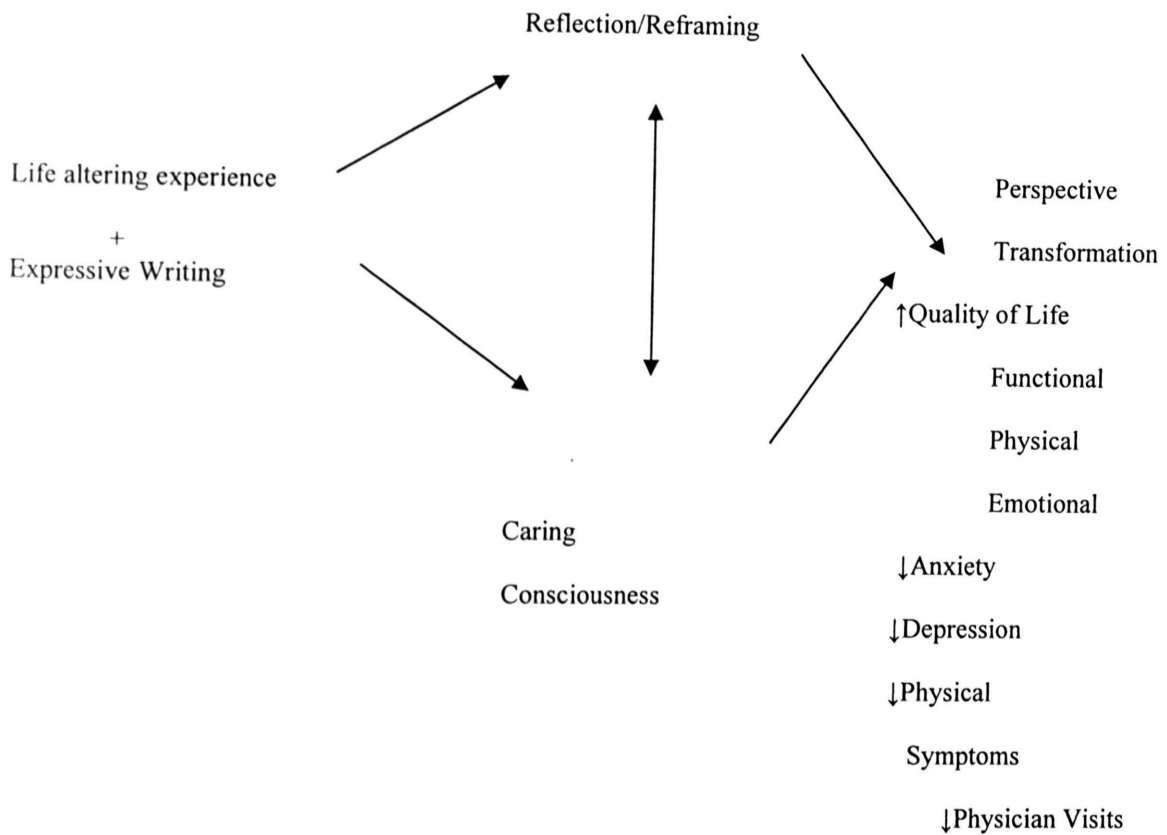 Reflection/Reframing
Life altering experience
+
Expressive Writing
Caring
Consciousness
Perspective
Transformation
↑Quality of Life
Functional
Physical
Emotional
↓Anxiety
↓Depression
↓Physical
Symptoms
↓Physician Visits